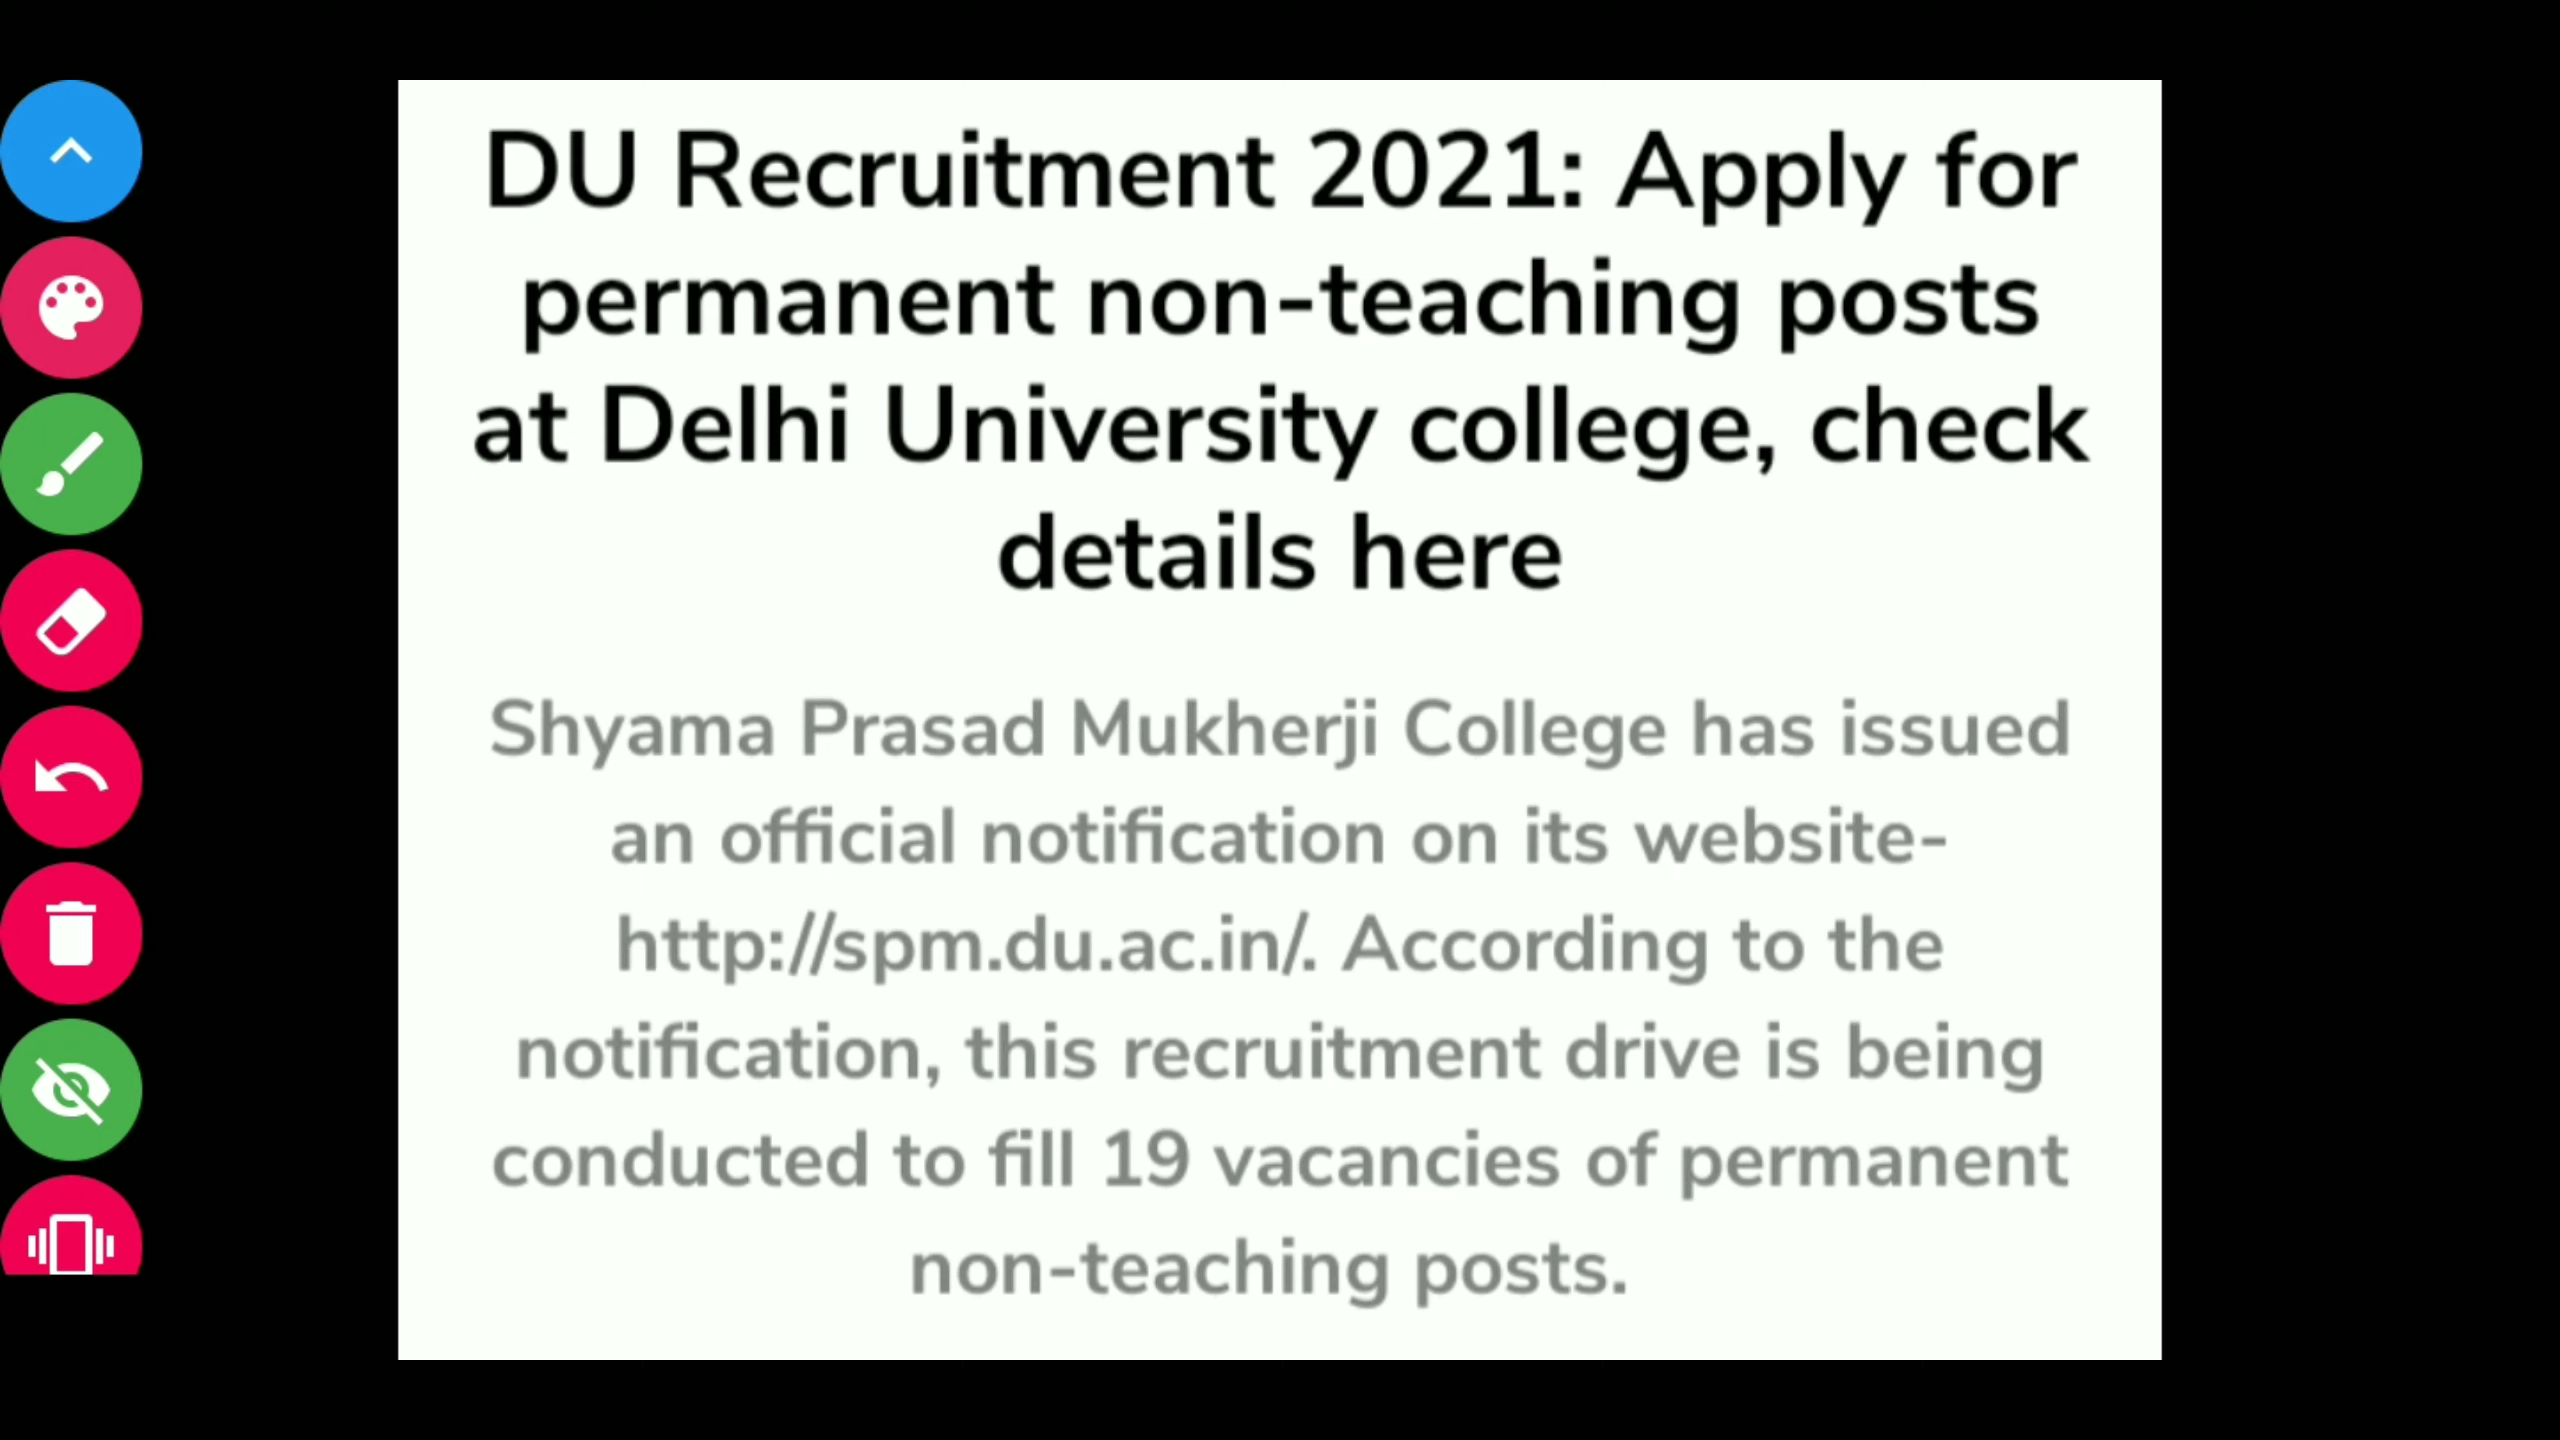 DU Recruitment 2021: Apply for
permanent non-teaching posts
at Delhi University college, check
details here
Shyama Prasad Mukherji College has issued
an official notification on its website-
http://spm.du.ac.in/. According to the
notification, this recruitment drive is being
conducted to fill 19 vacancies of permanent
non-teaching posts.